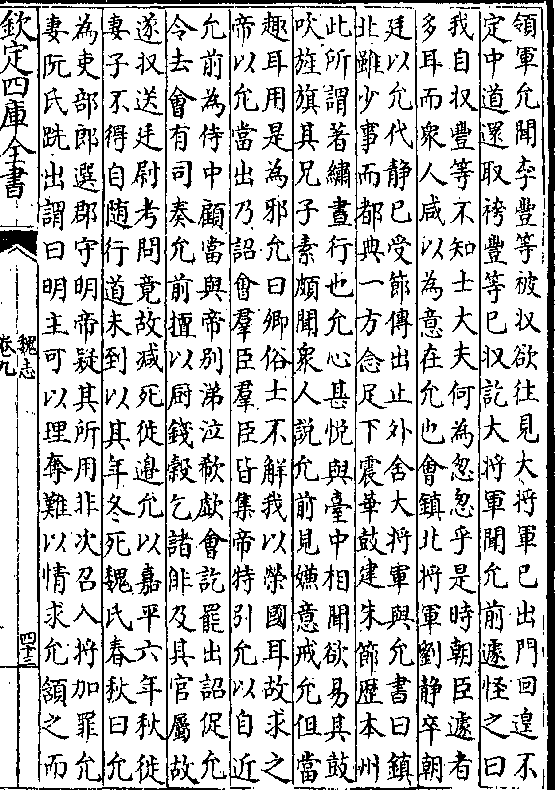 領軍允聞李豐等被収欲往見大将軍已出門回遑不
定中道還取袴豐等已収訖大将軍聞允前遽怪之曰
我自収豐等不知士大夫何為怱怱乎是時朝臣遽者
多耳而衆人咸以為意在允也會鎮北將軍劉静卒朝
廷以允代静已受節傳出止外舍大將軍與允書曰鎮
北雖少事而都典一方念足下震華鼓建朱節歴本州
此所謂著繡晝行也允心甚悦與臺中相聞欲易其鼓
吹旌旗其兄子素頗聞衆人說允前見嫌意戒允但當
趣耳用是為邪允曰卿俗士不解我以榮國耳故求之
帝以允當出乃詔會羣臣羣臣皆集帝特引允以自近
允前為侍中顧當與帝別涕泣歔欷會訖罷出詔促允
令去會有司奏允前擅以厨錢穀乞諸俳及其官屬故
遂収送廷尉考問竟故減死徙邉允以嘉平六年秋徙
妻子不得自隨行道未到以其年冬死魏氏春秋曰允
為吏部郎選郡守明帝疑其所用非次召入將加罪允
妻阮氏跣出謂曰明主可以理奪難以情求允頷之而
欽定四庫全書
魏志
卷九
四十三